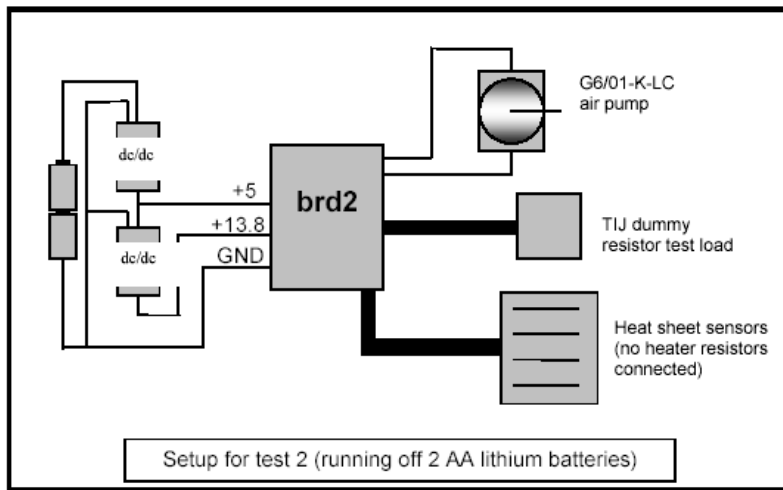 G6/01-K-LC
air pump
dc/dc
+5
brd2
+13.8
TIJ dummy
resistor test load
dc/dc
GND
Heat sheet sensors
(no heater resistors
connected)
Setup for test 2 (running off 2 AA lithium batteries)